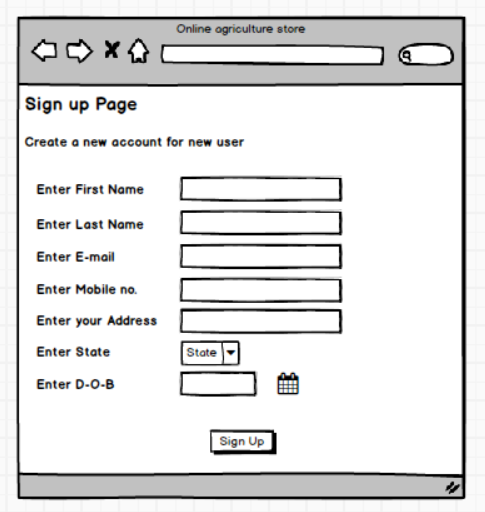 Online agriculture store
Sign up Page
Create a new account for new user
Enter First Name
Enter Last Name
Enter E-mail
Enter Mobile no.
Enter your Address
Enter State State
Enter D-O-B
Sign Up